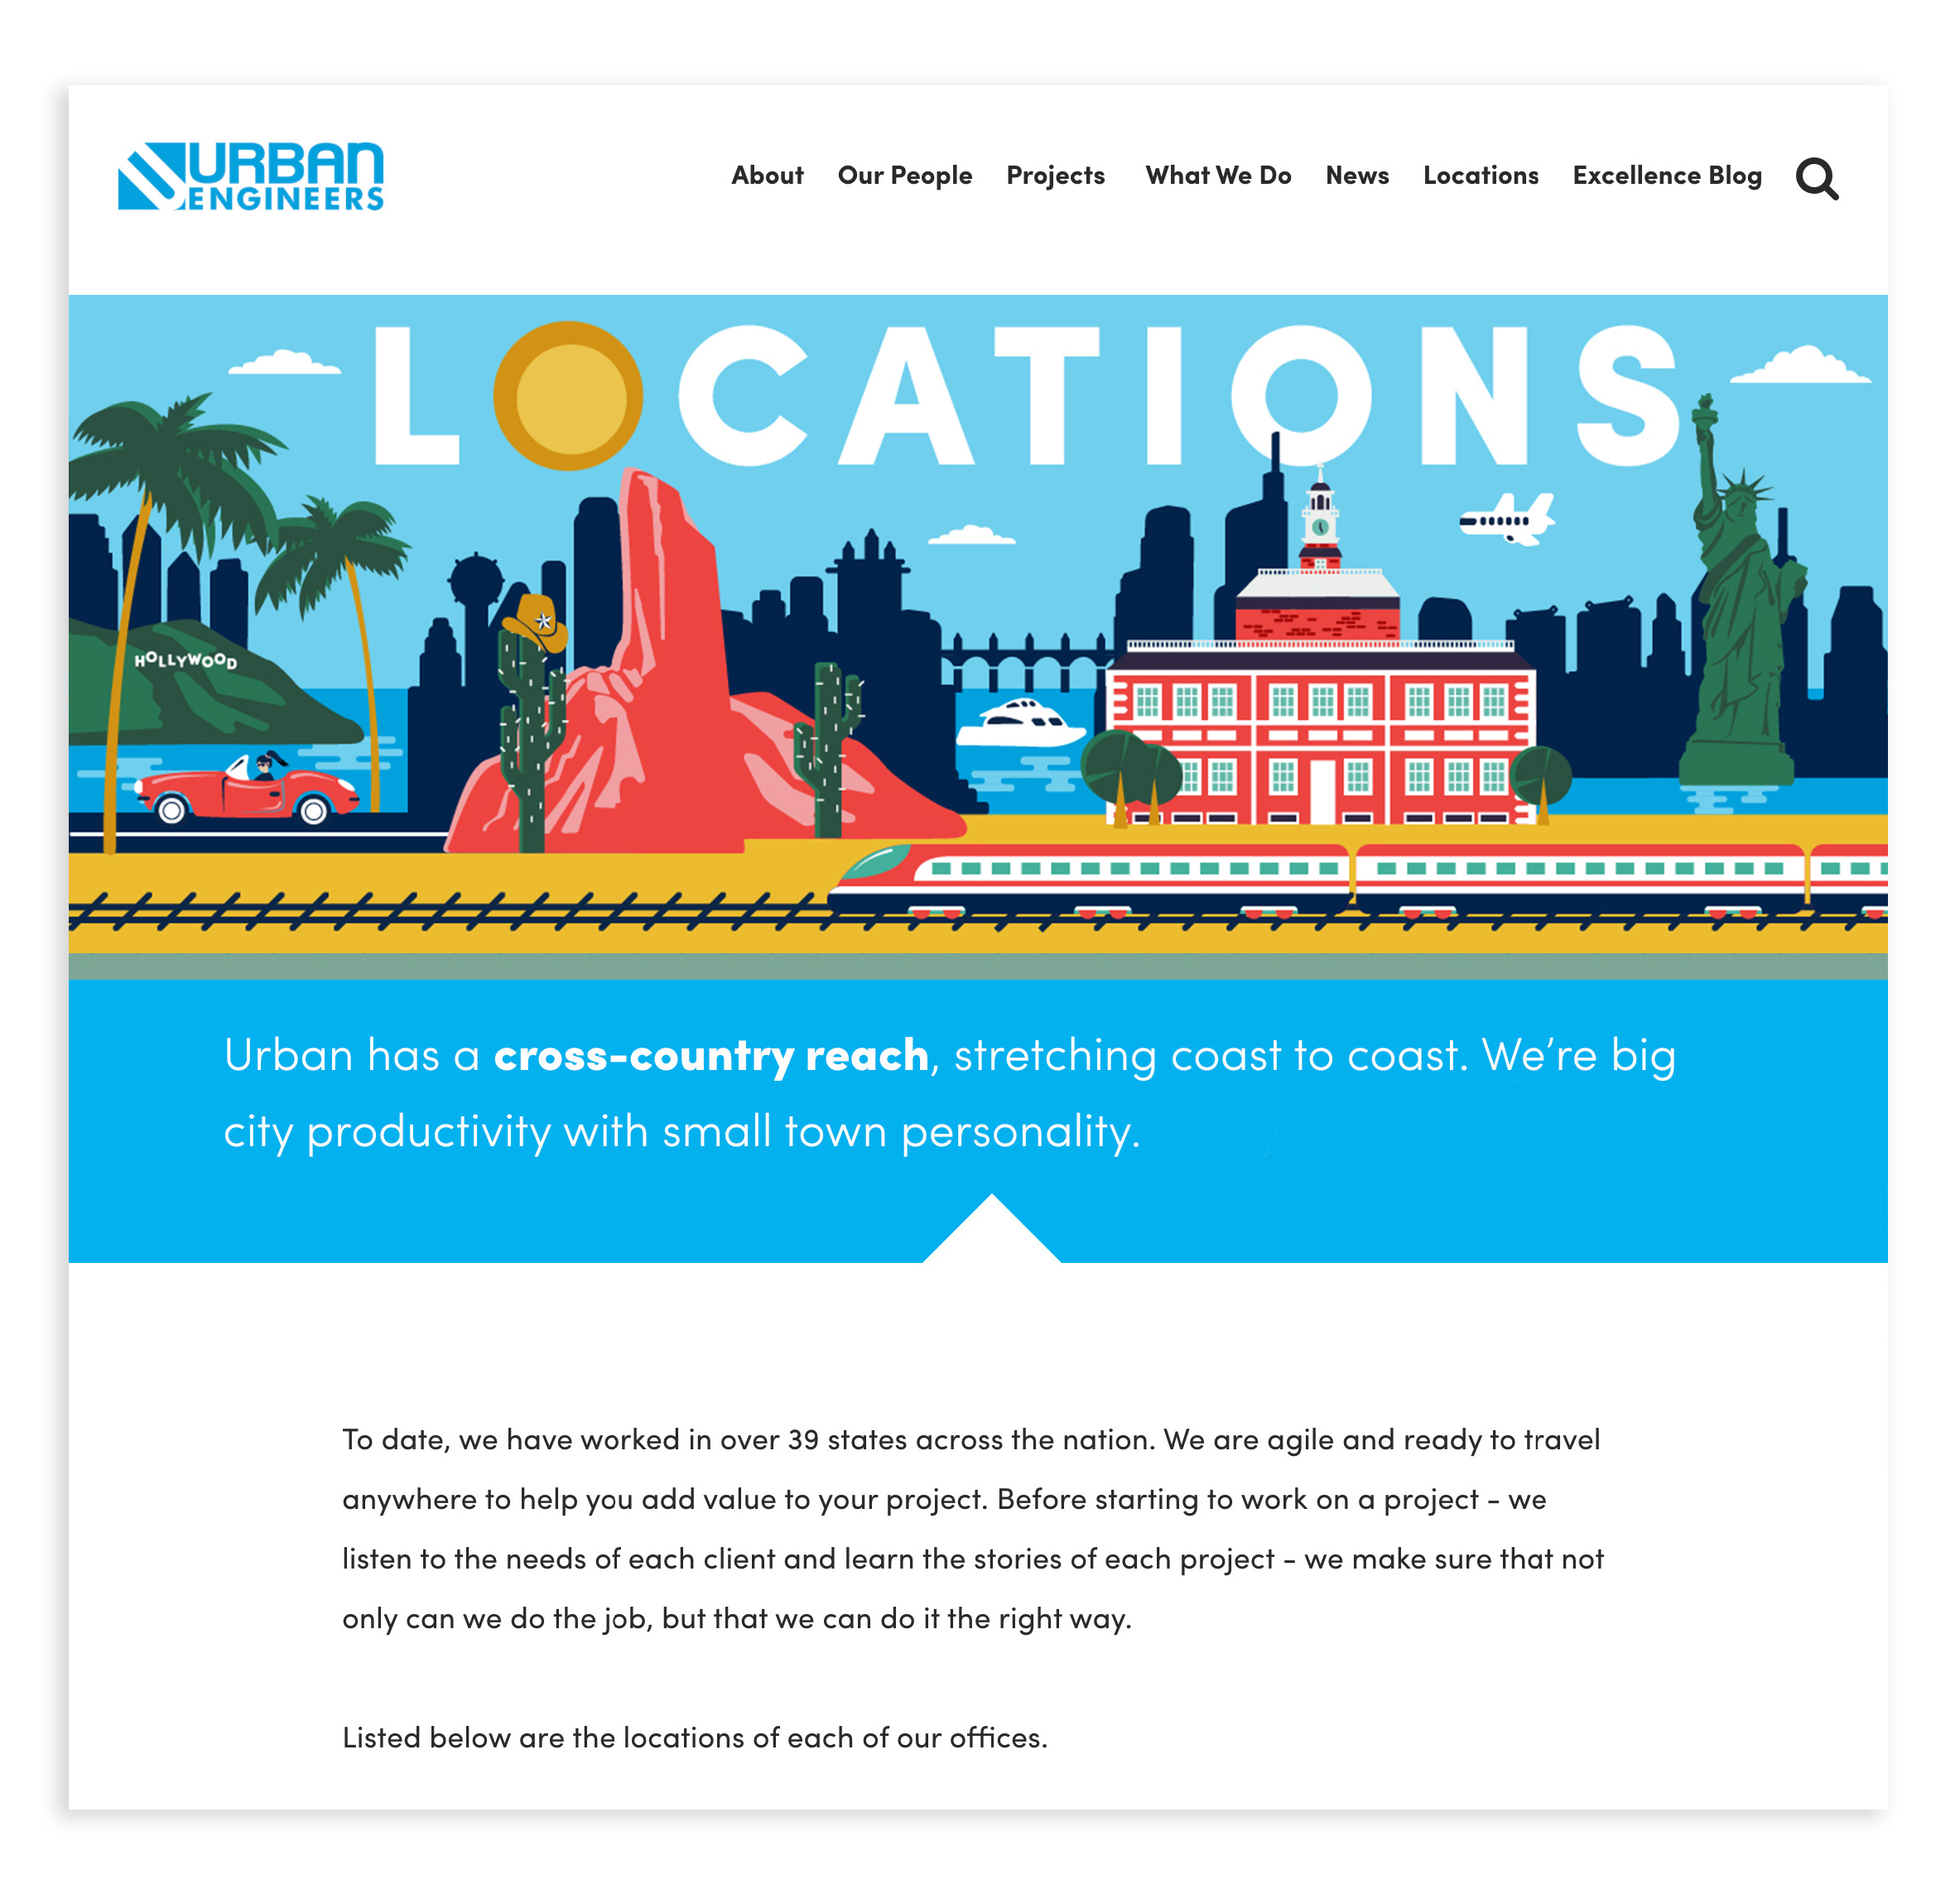 URBAN
ENGINEERS
About Our People Projects What We Do News Locations Excellence Blog
LOCATIONS
HOLLYWOOD
Urban has a cross-country reach, stretching coast to coast. We’re big
city productivity with small town personality.
To date, we have worked in over 39 states across the nation. We are agile and ready to travel
anywhere to help you add value to your project. Before starting to work on a project - we
listen to the needs of each client and learn the stories of each project - we make sure that not
only can we do the job, but that we can do it the right way.
Listed below are the locations of each of our offices.